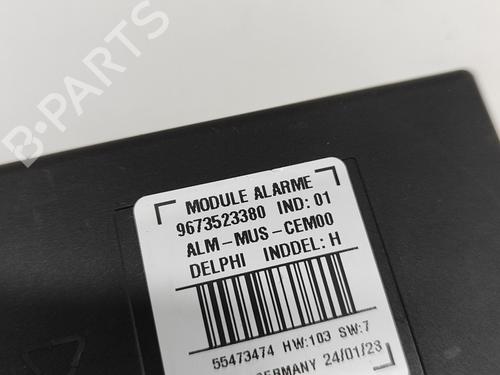 B-PARTS
MODULE ALARME
9673523380 IND: 01
ALM-MUS-CEM00
DELPHI INDDEL: H
55473474 HW:103 SW:7
GERMANY 24/01/23